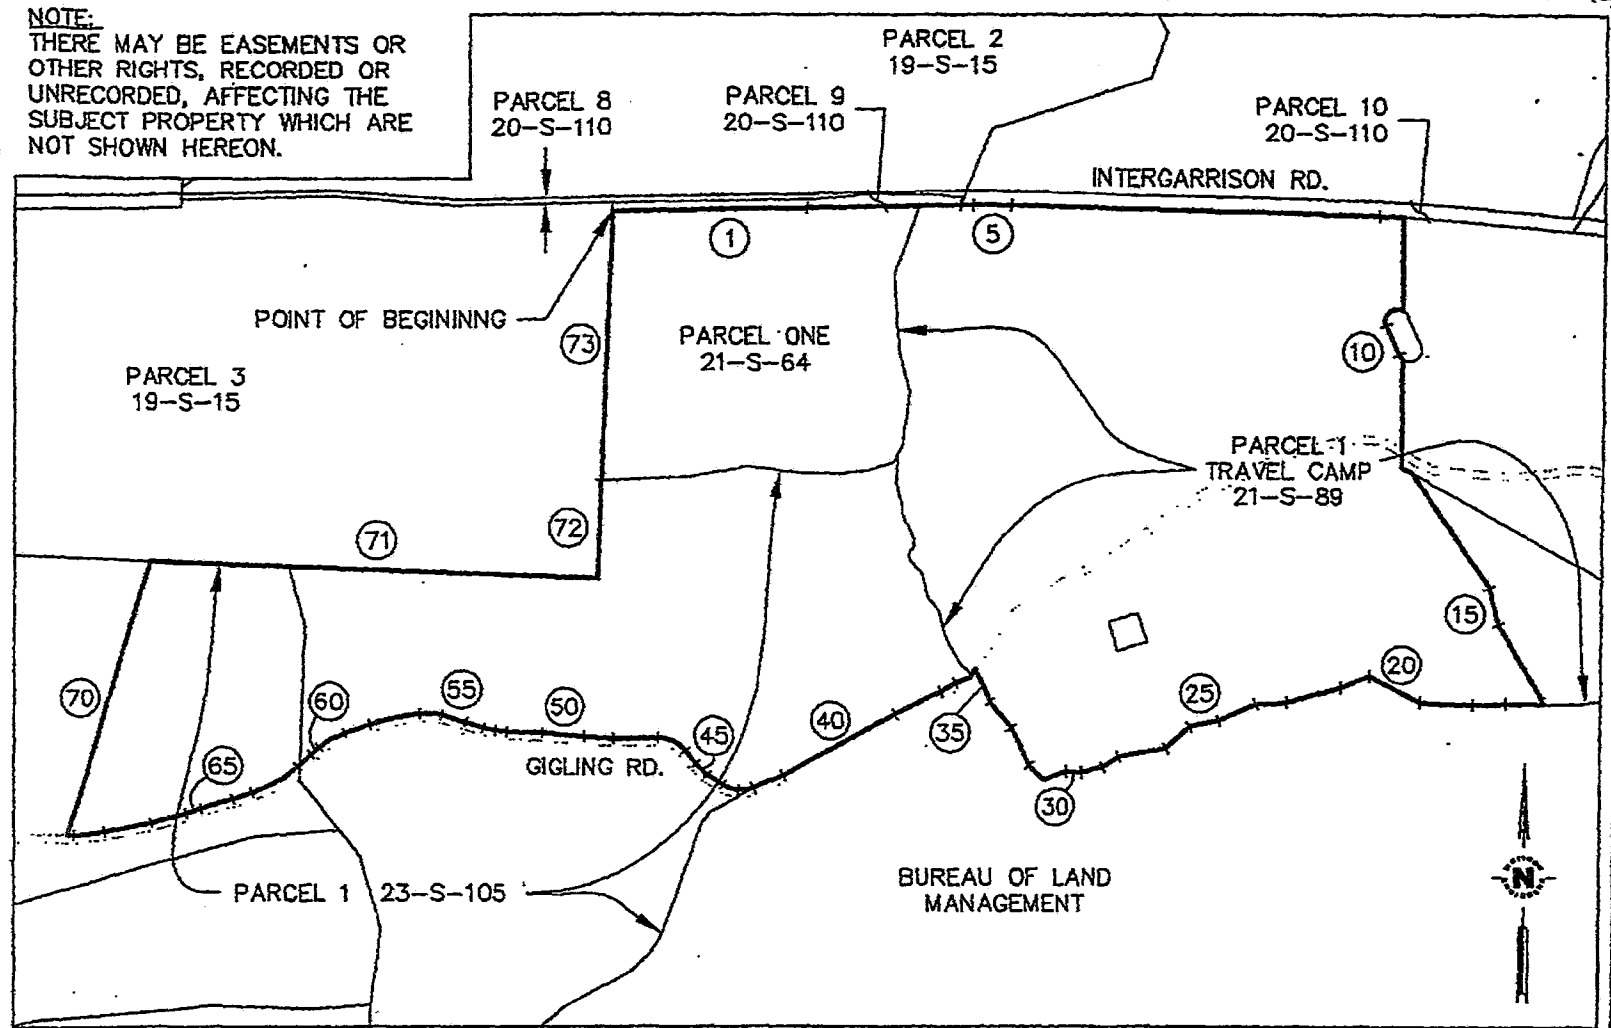 NOTE:
THERE MAY BE EASEMENTS OR
OTHER RIGHTS, RECORDED OR
UNRECORDED, AFFECTING THE
SUBJECT PROPERTY WHICH ARE
NOT SHOWN HEREON.
PARCEL 2
19-S-15
PARCEL 8
20-S-110
PARCEL 9
20-S-110
PARCEL 10
20-S-110
INTERGARRISON RD.
1
5
POINT OF BEGININNG
73
PARCEL ONE
21-S-64
10
PARCEL 3
19-S-15
PARCEL 1
TRAVEL CAMP
21-S-89
72
71
15
70
60
55
50
45
40
35
25
20
65
GIGLING RD.
30
PARCEL 1 23-S-105
BUREAU OF LAND
MANAGEMENT
N